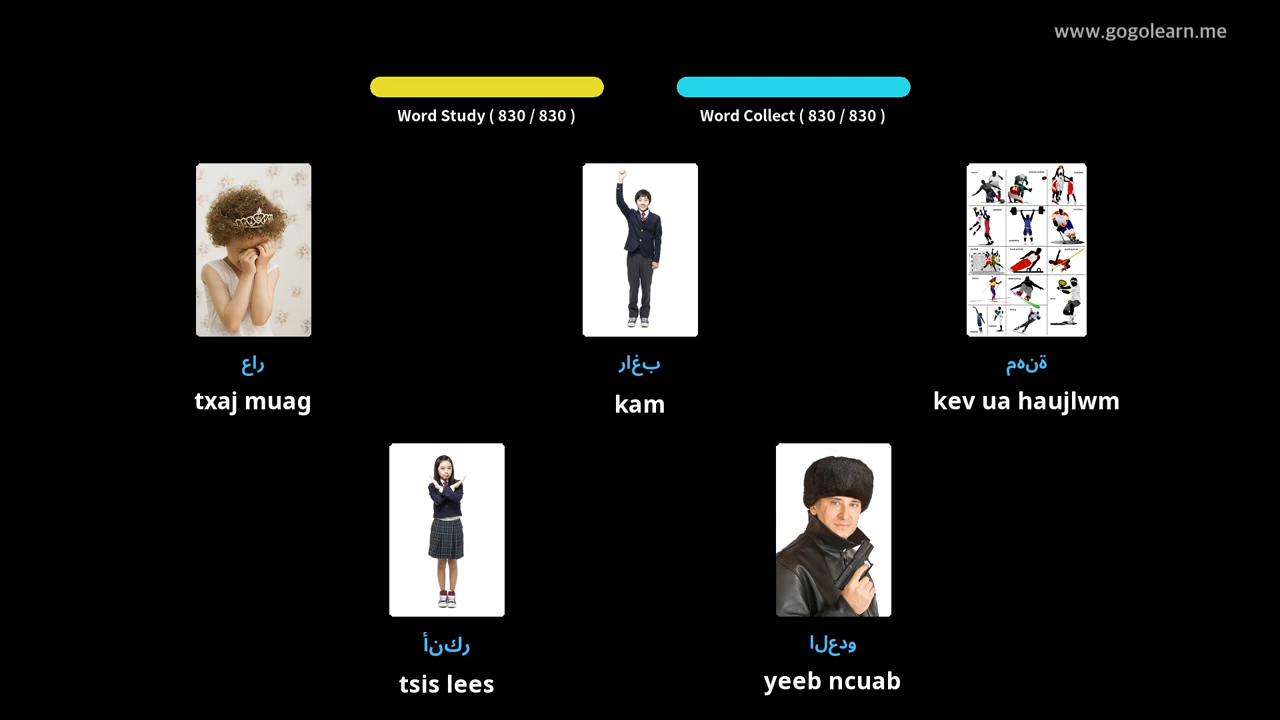 www.gogolearn.me
Word Study ( 830 / 830 )
Word Collect ( 830 / 830 )
عار
txaj muag
راغب
kam
مهنة
kev ua haujlwm
أنكر
tsis lees
العدو
yeeb ncuab